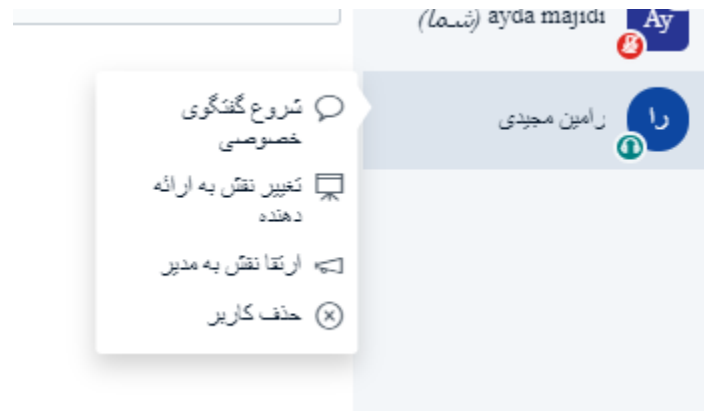 ayda majidi (شما)
Ay
رامین مجیدی
را
شروع گفتگوی
خصوصی
تغییر نقش به ارائه
دهنده
ارتقا نقش به مدیر
حذف کاربر